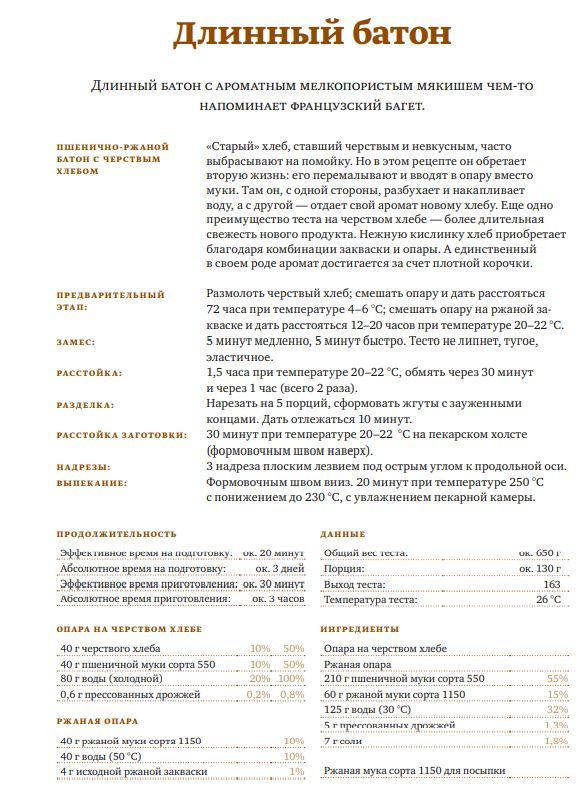 Длинный батон
Длинный батон с ароматным мелкопористым мякишем чем-то
напоминает французский багет.
пшенично-ржаной
батон с черствым
хлебом
«Старый» хлеб, ставший черствым и невкусным, часто
выбрасывают на помойку. Но в этом рецепте он обретает
вторую жизнь: его перемалывают и вводят в опару вместо
муки. Там он, с одной стороны, разбухает и накапливает
воду, а с другой — отдает свой аромат новому хлебу. Еще одно
преимущество теста на черством хлебе — более длительная
свежесть нового продукта. Нежную кислинку хлеб приобретает
благодаря комбинации закваски и опары. А единственный
в своем роде аромат достигается за счет плотной корочки.
предварительный
этап:
Размолоть черствый хлеб; смешать опару и дать расстояться
72 часа при температуре 4–6 °C; смешать опару на ржаной за-
кваске и дать расстояться 12–20 часов при температуре 20–22 °C.
замес:
5 минут медленно, 5 минут быстро. Тесто не липнет, тугое,
эластичное.
расстойка:
1,5 часа при температуре 20–22 °C, обмять через 30 минут
и через 1 час (всего 2 раза).
разделка:
Нарезать на 5 порций, сформовать жгуты с зауженными
концами. Дать отлежаться 10 минут.
расстойка заготовки:
30 минут при температуре 20–22 °C на пекарском холсте
(формовочным швом наверх).
надрезы:
3 надреза плоским лезвием под острым углом к продольной оси.
выпекание:
Формовочным швом вниз. 20 минут при температуре 250 °C
с понижением до 230 °C, с увлажнением пекарной камеры.
продолжительность
Эффективное время на подготовку: ок. 20 минут
Абсолютное время на подготовку: ок. 3 дней
Эффективное время приготовления: ок. 30 минут
Абсолютное время приготовления: ок. 3 часов
данные
Общий вес теста: ок. 650 г
Порция: ок. 130 г
Выход теста: 163
Температура теста: 26 °C
опара на черством хлебе
40 г черствого хлеба 10% 50%
40 г пшеничной муки сорта 550 10% 50%
80 г воды (холодной) 20% 100%
0,6 г прессованных дрожжей 0,2% 0,8%
ржаная опара
40 г ржаной муки сорта 1150 10%
40 г воды (50 °C) 10%
4 г исходной ржаной закваски 1%
ингредиенты
Опара на черством хлебе
Ржаная опара
210 г пшеничной муки сорта 550 55%
60 г ржаной муки сорта 1150 15%
125 г воды (30 °C) 32%
5 г прессованных дрожжей 1,3%
7 г соли 1,8%
Ржаная мука сорта 1150 для посыпки